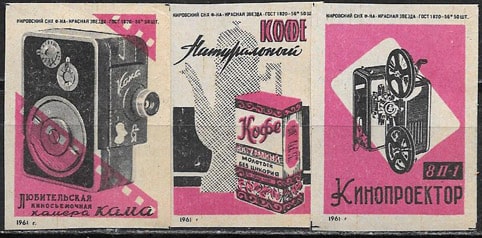 КИРОВСКИЙ СНХ Ф-КА «КРАСНАЯ ЗВЕЗДА» ГОСТ 1820-56° 50 ШТ.
Кама
ЛЮБИТЕЛЬСКАЯ
КИНОСЪЕМОЧНАЯ
камера КАМА
1961 г.
КИРОВСКИЙ СНХ Ф-КА «КРАСНАЯ ЗВЕЗДА» ГОСТ 1820-56° 50 ШТ.
КОФЕ
Натуральный
Кофе
НАТУРАЛЬНЫЙ
МОЛОТЫЙ
БЕЗ ЦИКОРИЯ
1961 г.
КИРОВСКИЙ СНХ Ф-КА «КРАСНАЯ ЗВЕЗДА» ГОСТ 1820-56° 50 ШТ.
8П-1
КИНОПРОЕКТОР
1961 г.